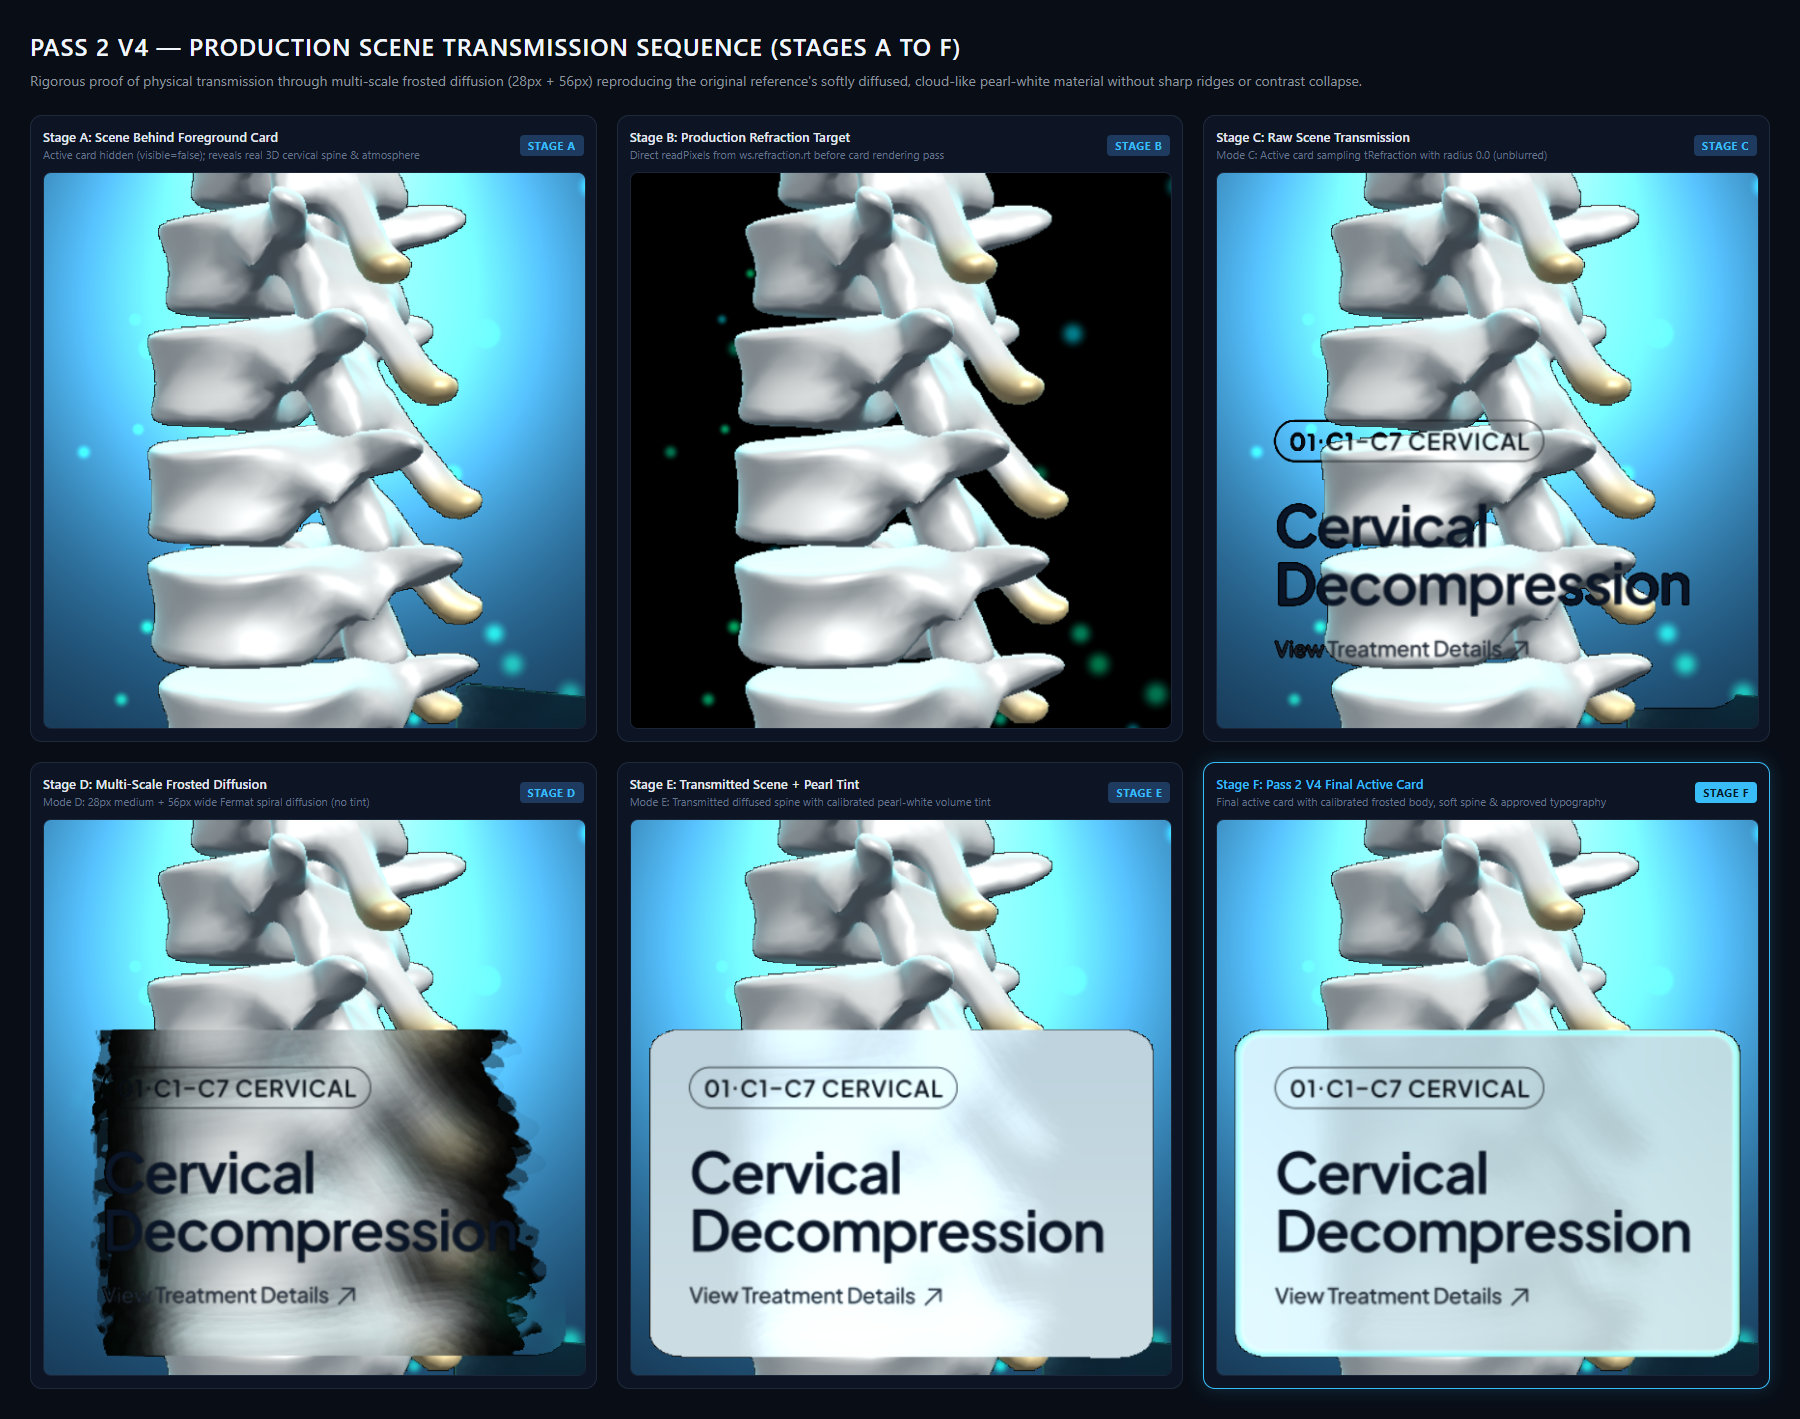 PASS 2 V4 — PRODUCTION SCENE TRANSMISSION SEQUENCE (STAGES A TO F)
Rigorous proof of physical transmission through multi-scale frosted diffusion (28px + 56px) reproducing the original reference's softly diffused, cloud-like pearl-white material without sharp ridges or contrast collapse.
Stage A: Scene Behind Foreground Card
Active card hidden (visible=false); reveals real 3D cervical spine & atmosphere
STAGE A
Stage B: Production Refraction Target
Direct readPixels from ws.refraction.rt before card rendering pass
STAGE B
Stage C: Raw Scene Transmission
Mode C: Active card sampling tRefraction with radius 0.0 (unblurred)
STAGE C
01·C1–C7 CERVICAL
Cervical
Decompression
View Treatment Details ↗
Stage D: Multi-Scale Frosted Diffusion
Mode D: 28px medium + 56px wide Fermat spiral diffusion (no tint)
STAGE D
01·C1–C7 CERVICAL
Cervical
Decompression
View Treatment Details ↗
Stage E: Transmitted Scene + Pearl Tint
Mode E: Transmitted diffused spine with calibrated pearl-white volume tint
STAGE E
01·C1–C7 CERVICAL
Cervical
Decompression
View Treatment Details ↗
Stage F: Pass 2 V4 Final Active Card
Final active card with calibrated frosted body, soft spine & approved typography
STAGE F
01·C1–C7 CERVICAL
Cervical
Decompression
View Treatment Details ↗